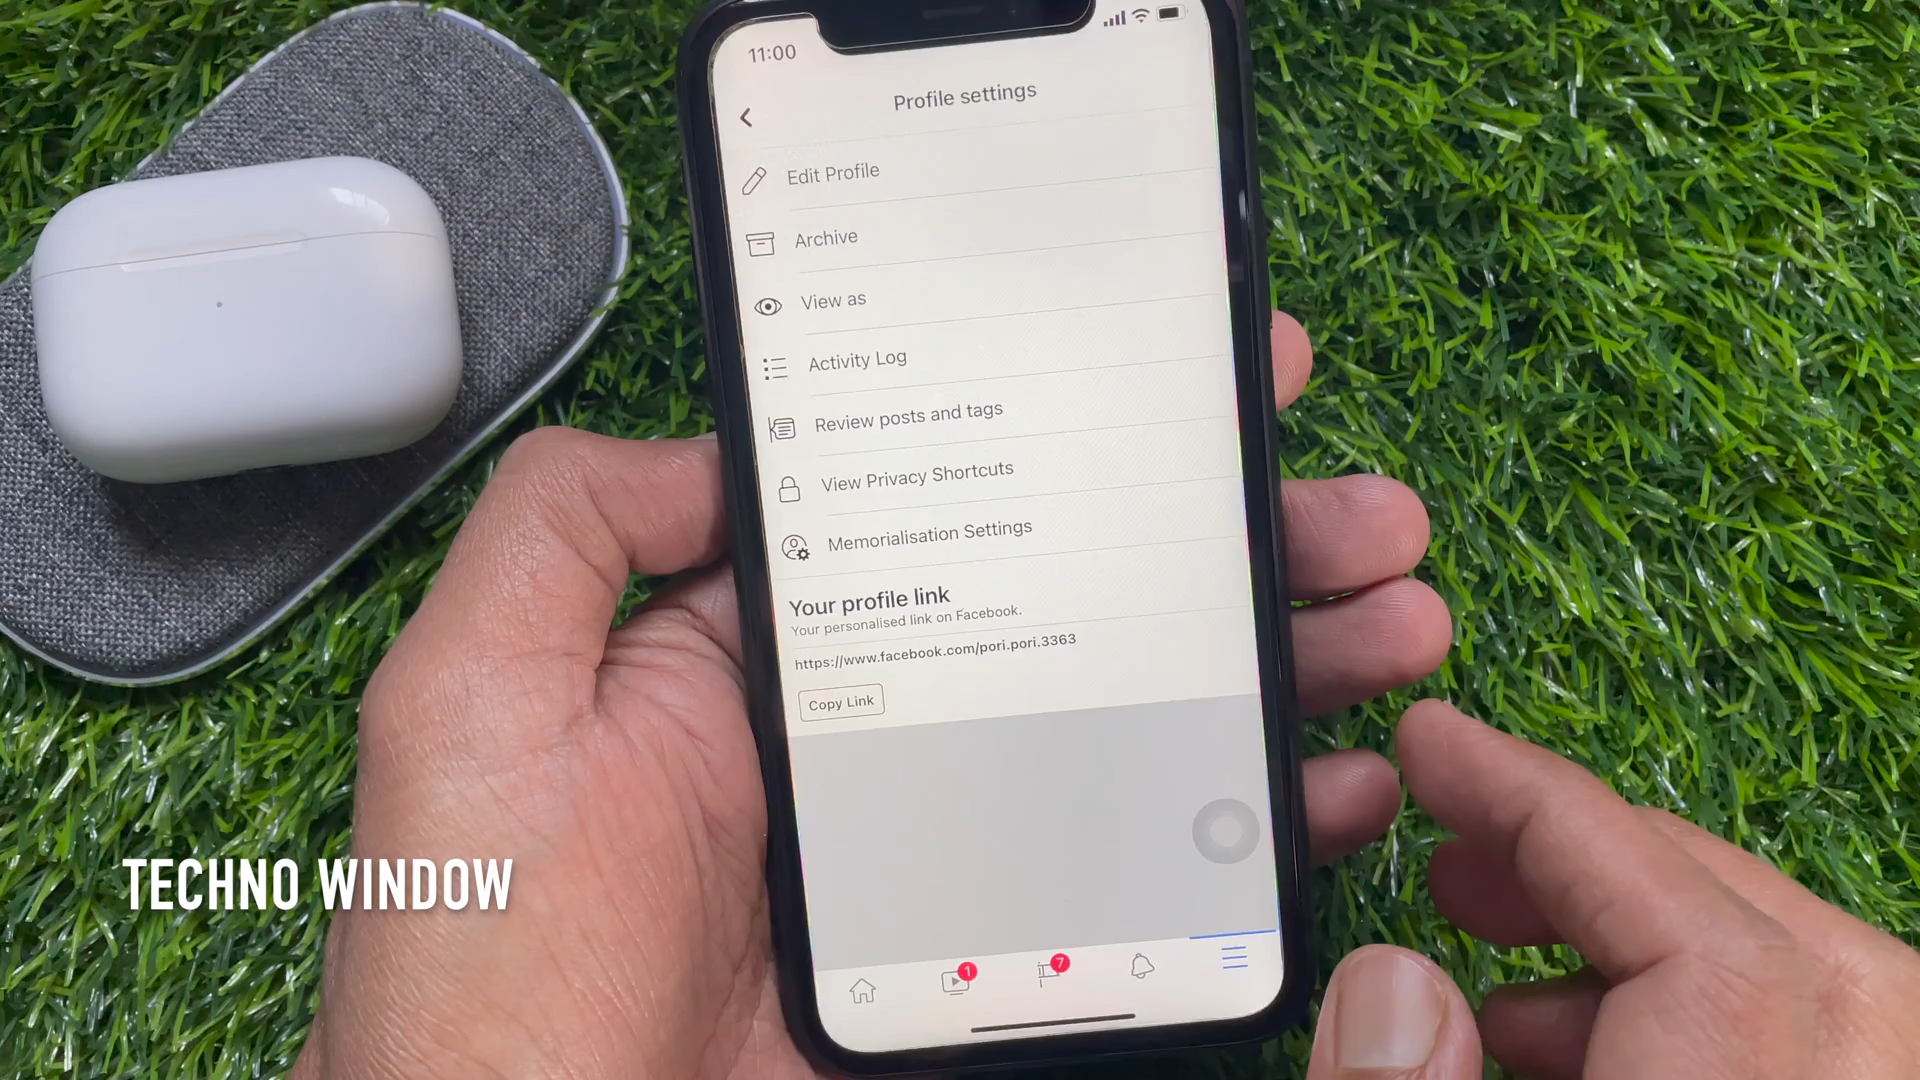 11:00
Profile settings
Edit Profile
Archive
View as
Activity Log
Review posts and tags
View Privacy Shortcuts
Memorialisation Settings
Your profile link
Your personalised link on Facebook.
https://www.facebook.com/pori.pori.3363
Copy Link
TECHNO WINDOW
1
7